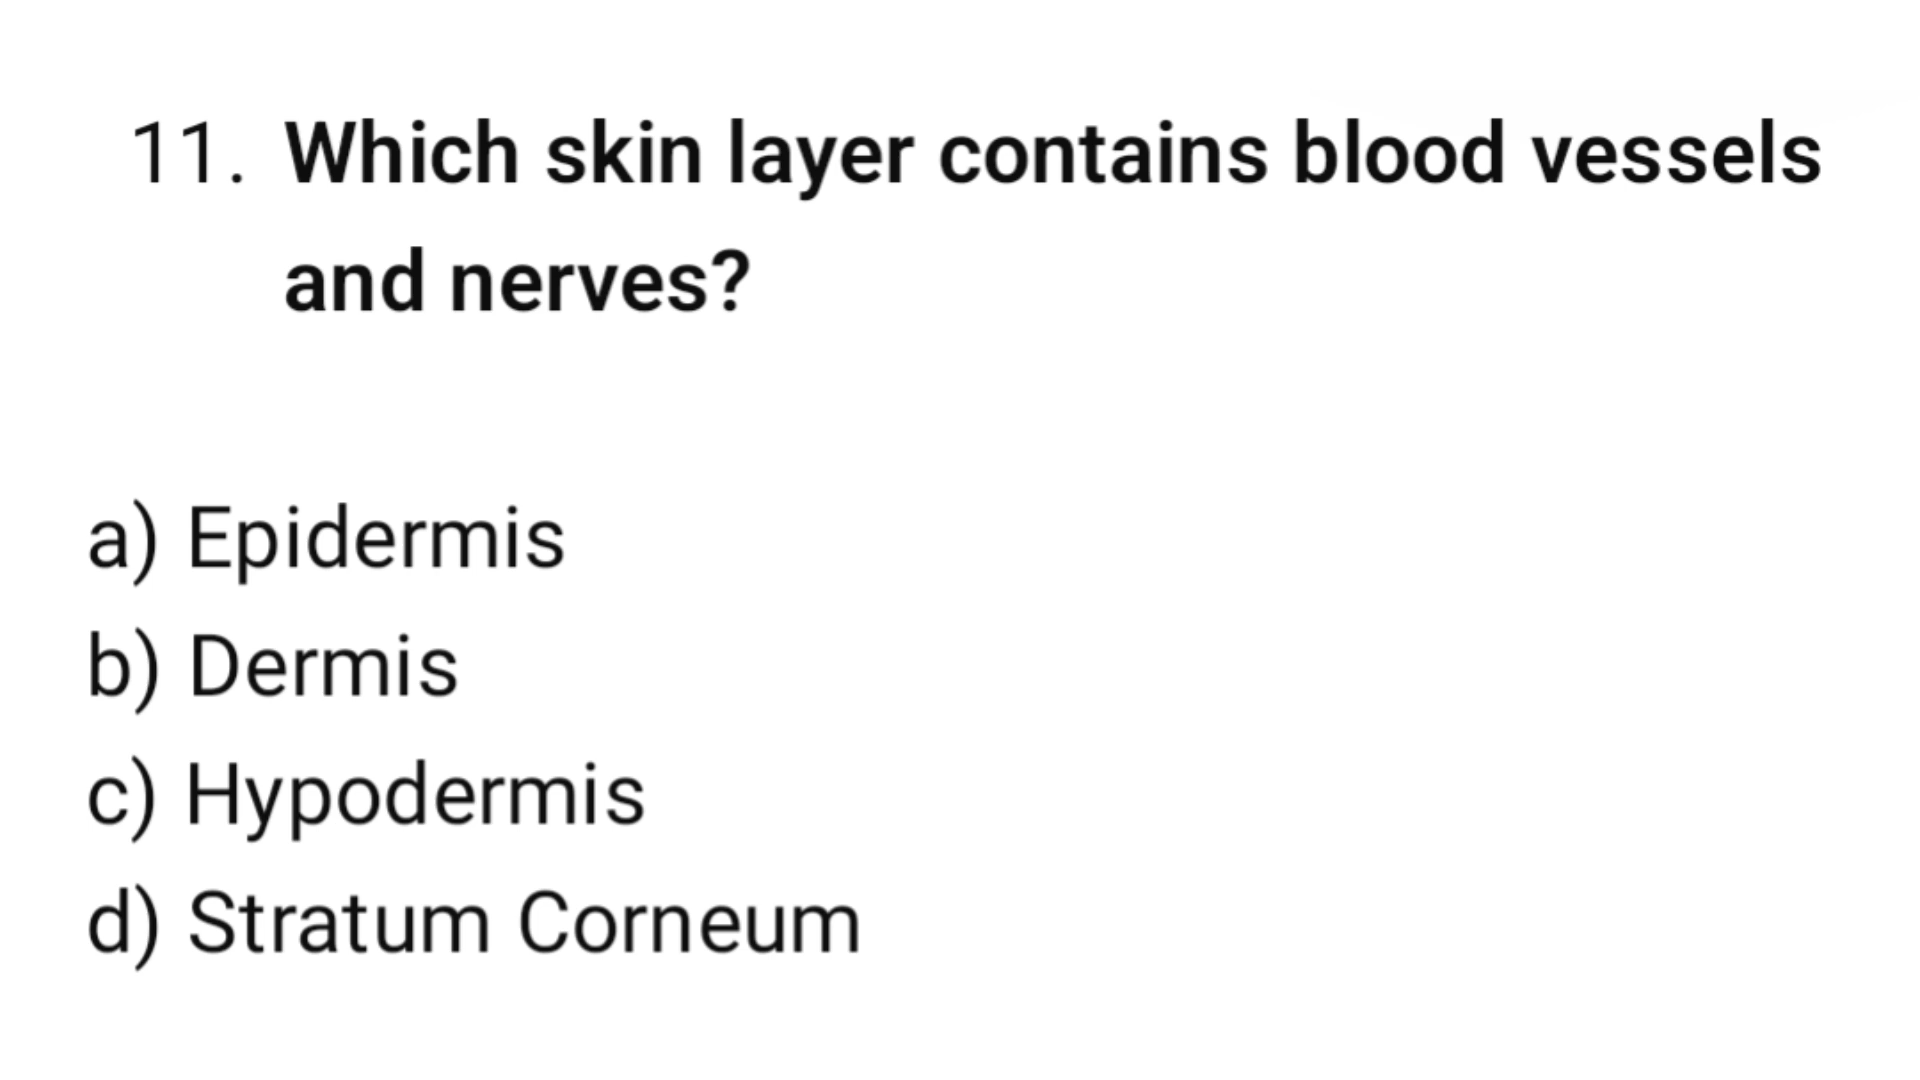 11. Which skin layer contains blood vessels
and nerves?
a) Epidermis
b) Dermis
c) Hypodermis
d) Stratum Corneum